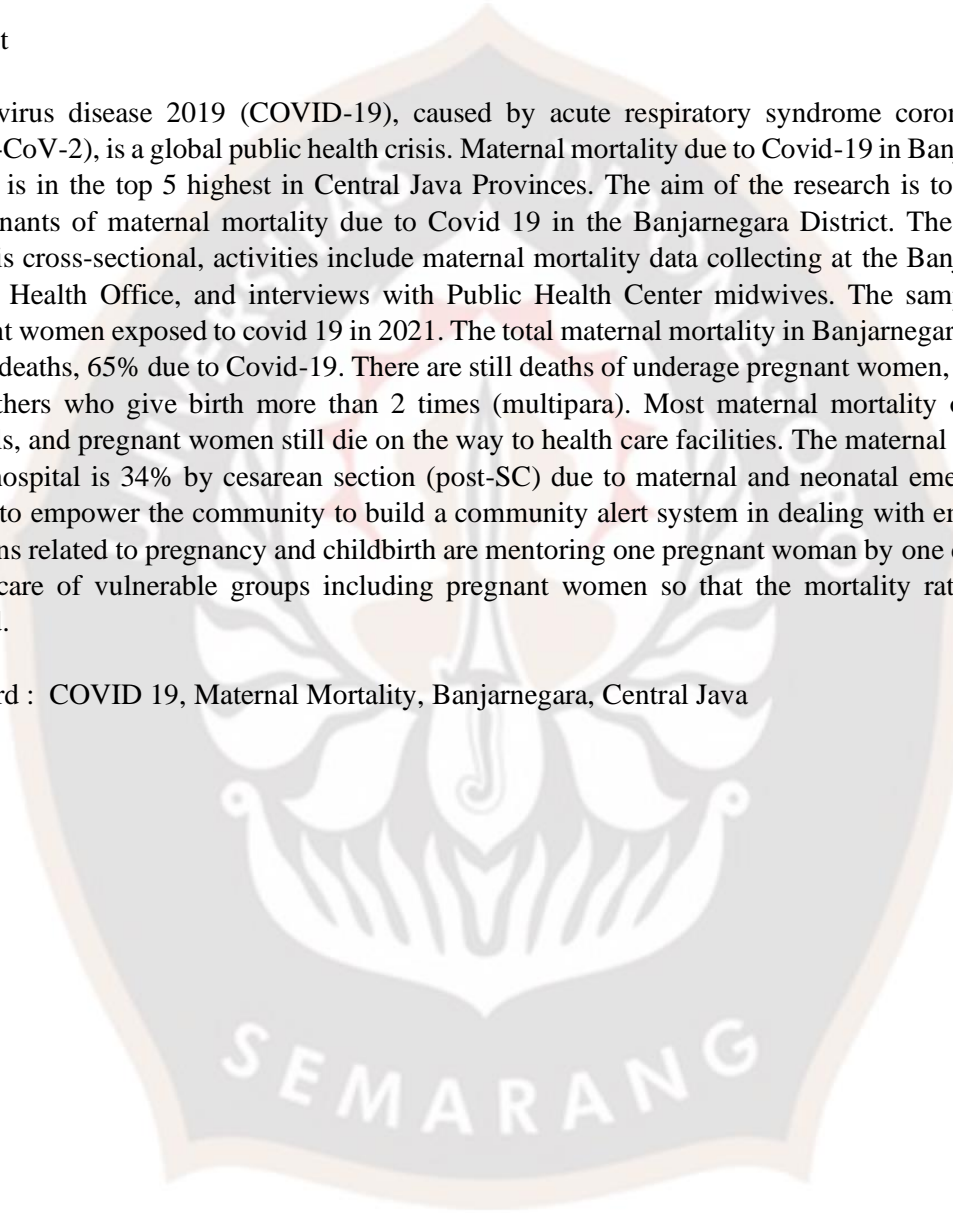 t
virus disease 2019 (COVID-19), caused by acute respiratory syndrome coron
-CoV-2), is a global public health crisis. Maternal mortality due to Covid-19 in Ban
is in the top 5 highest in Central Java Provinces. The aim of the research is to
nants of maternal mortality due to Covid 19 in the Banjarnegara District. The
is cross-sectional, activities include maternal mortality data collecting at the Ban
Health Office, and interviews with Public Health Center midwives. The sam
nt women exposed to covid 19 in 2021. The total maternal mortality in Banjarnegar
deaths, 65% due to Covid-19. There are still deaths of underage pregnant women,
thers who give birth more than 2 times (multipara). Most maternal mortality
s, and pregnant women still die on the way to health care facilities. The maternal
hospital is 34% by cesarean section (post-SC) due to maternal and neonatal eme
to empower the community to build a community alert system in dealing with e
ns related to pregnancy and childbirth are mentoring one pregnant woman by one
care of vulnerable groups including pregnant women so that the mortality rat
.
rd : COVID 19, Maternal Mortality, Banjarnegara, Central Java
UNIVERSITAS DIPONEGORO
SEMARANG